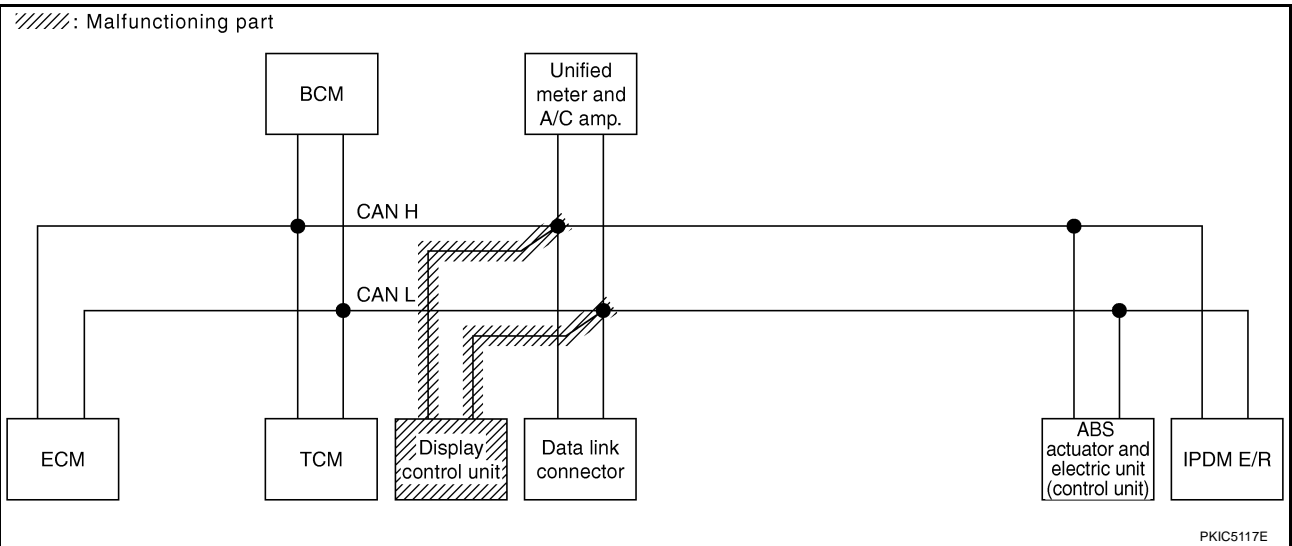 : Malfunctioning part
BCM
Unified
meter and
A/C amp.
CAN H
CAN L
ECM
TCM
Display
control unit
Data link
connector
ABS
actuator and
electric unit
(control unit)
IPDM E/R
PKIC5117E